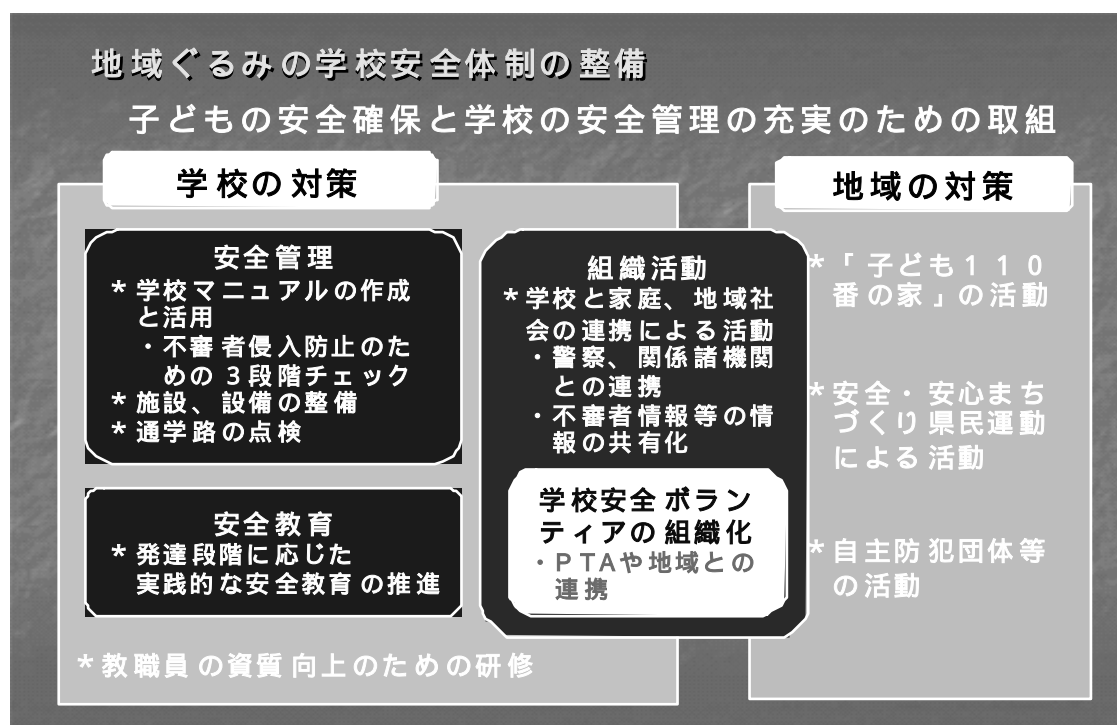 地域ぐるみの学校安全体制の整備
子どもの安全確保と学校の安全管理の充実のための取組
学校の対策
安全管理
*学校マニュアルの作成
と活用
・不審者侵入防止のた
めの3段階チェック
*施設、設備の整備
*通学路の点検
安全教育
*発達段階に応じた
実践的な安全教育の推進
*教職員の資質向上のための研修
組織活動
*学校と家庭、地域社
会の連携による活動
・警察、関係諸機関
との連携
・不審者情報等の情
報の共有化
学校安全ボラン
ティアの組織化
・PTAや地域との
連携
地域の対策
*「子ども110
番の家」の活動
*安全・安心まち
づくり県民運動
による活動
*自主防犯団体等
の活動